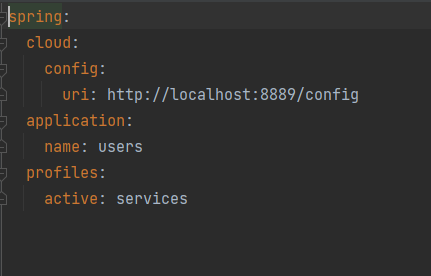 spring:
  cloud:
    config:
      uri: http://localhost:8889/config
  application:
    name: users
  profiles:
    active: services